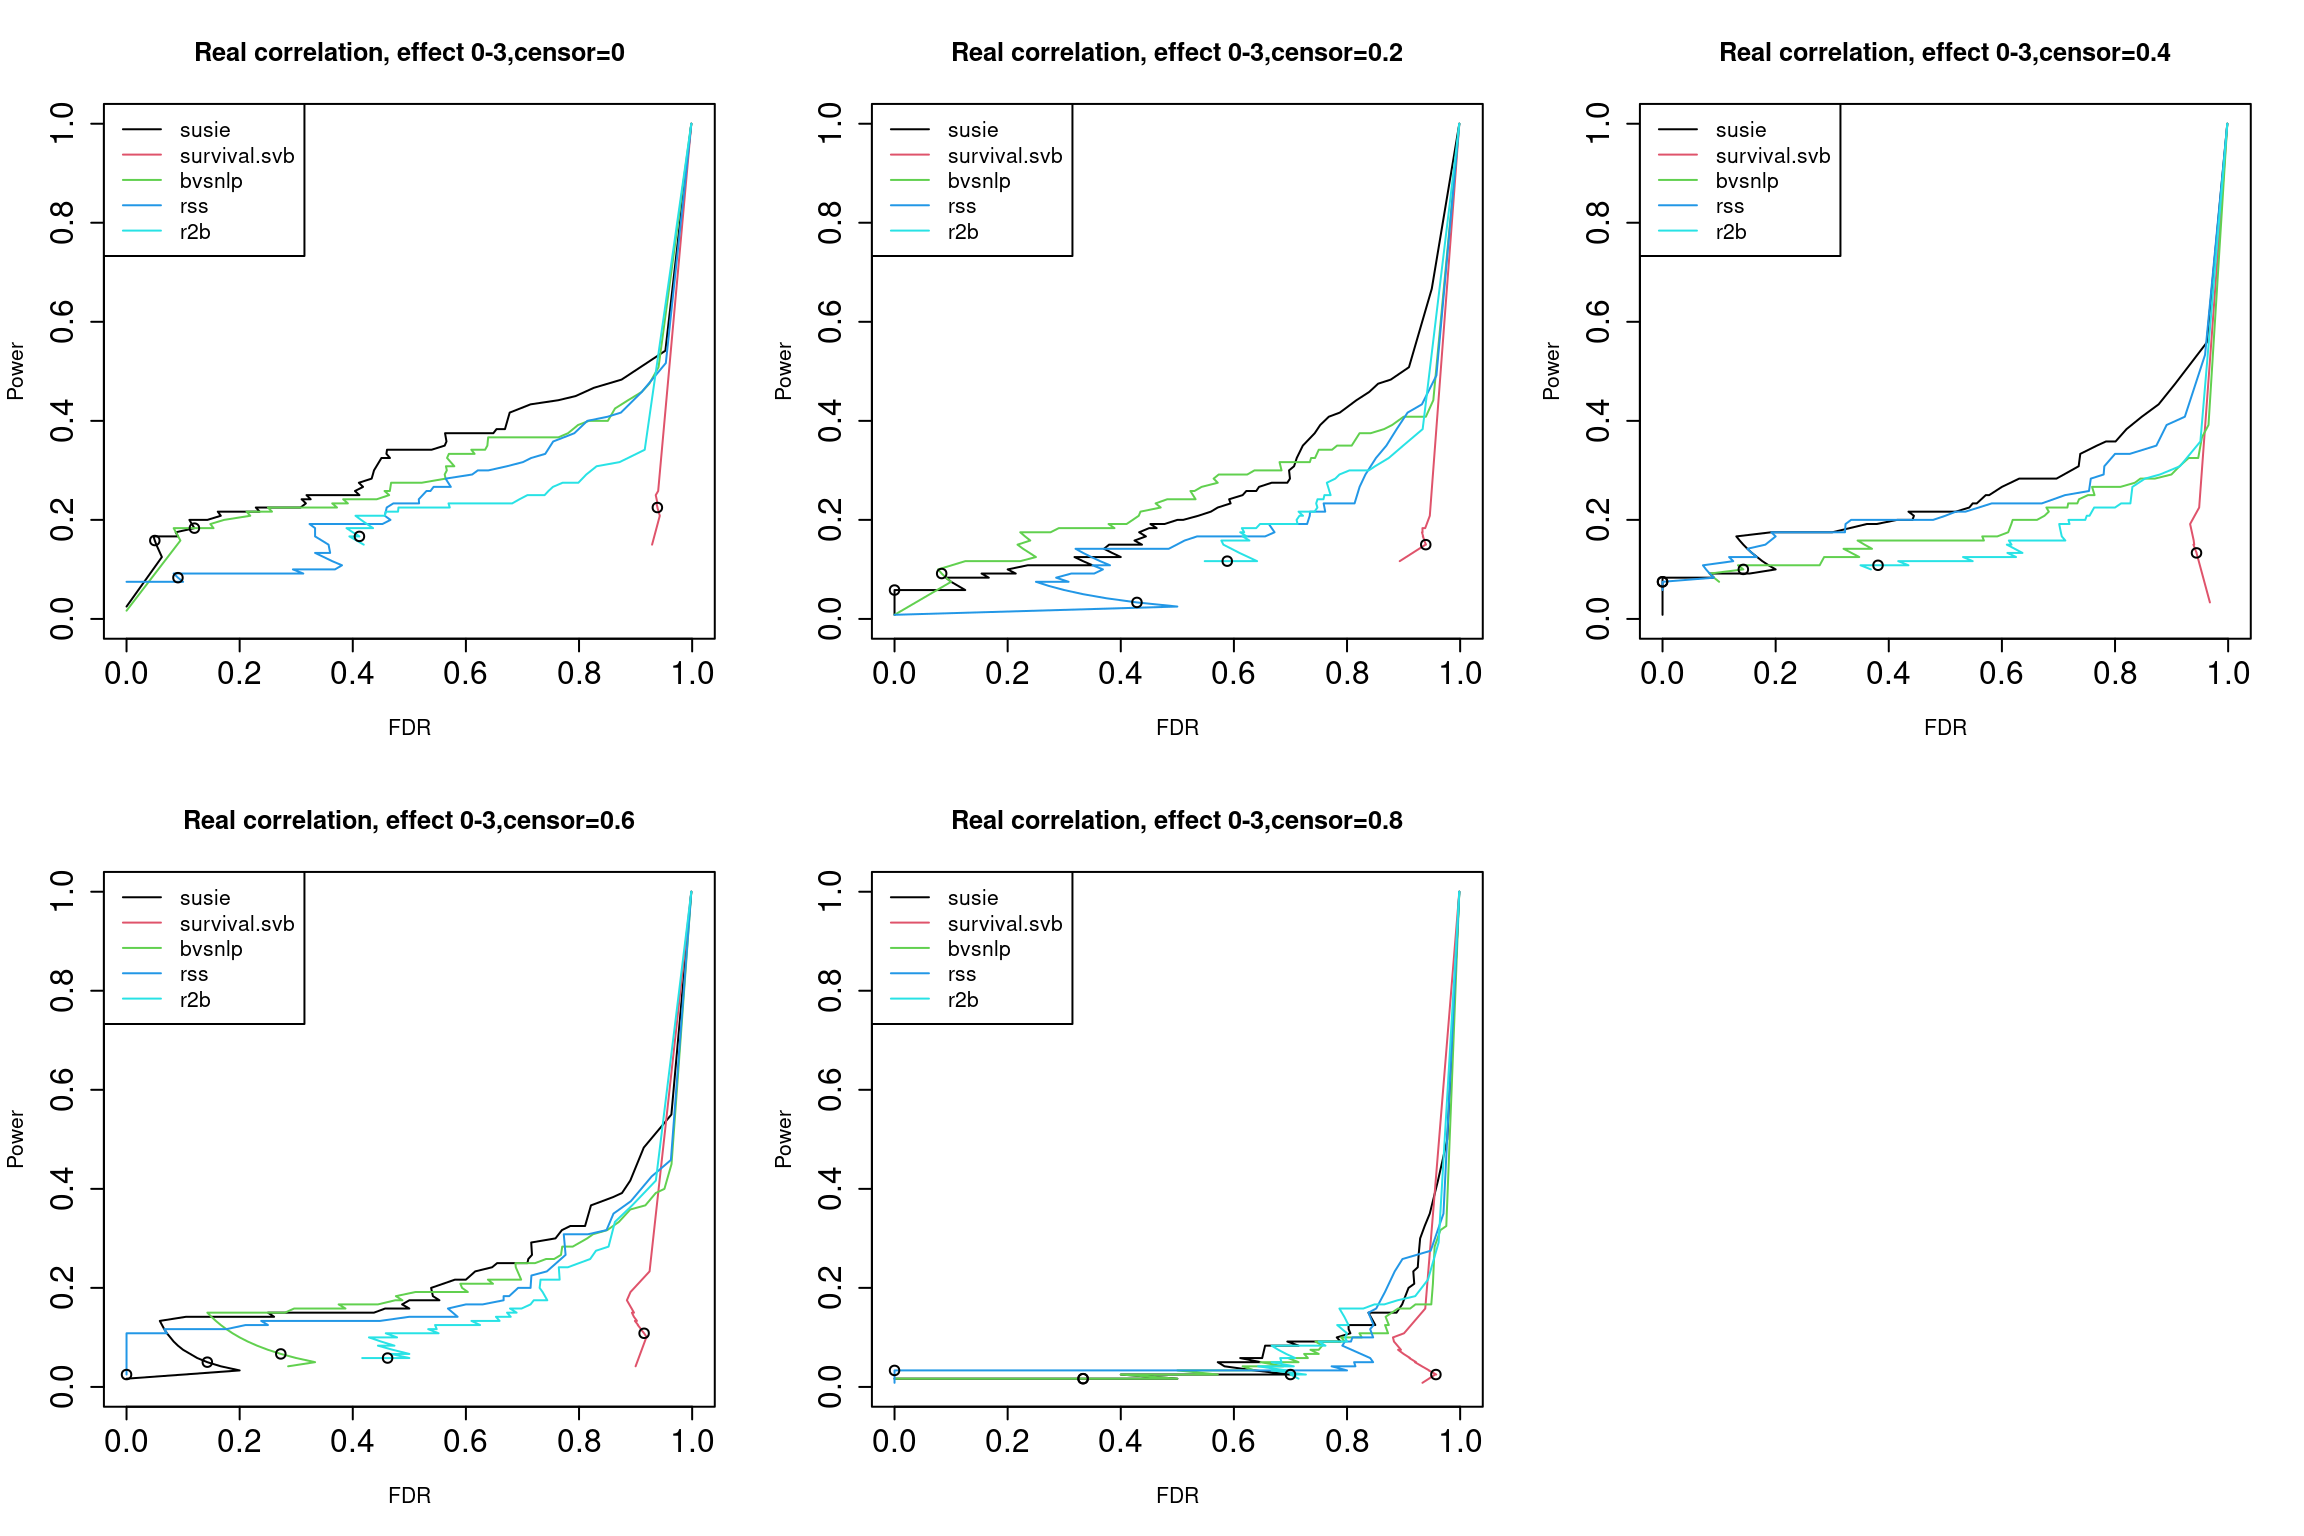 Real correlation, effect 0-3,censor=0
susie
survival.svb
bvsnlp
rss
r2b
Power
0.0 0.2 0.4 0.6 0.8 1.0
0.0 0.2 0.4 0.6 0.8 1.0
FDR
Real correlation, effect 0-3,censor=0.2
susie
survival.svb
bvsnlp
rss
r2b
Power
0.0 0.2 0.4 0.6 0.8 1.0
0.0 0.2 0.4 0.6 0.8 1.0
FDR
Real correlation, effect 0-3,censor=0.4
susie
survival.svb
bvsnlp
rss
r2b
Power
0.0 0.2 0.4 0.6 0.8 1.0
0.0 0.2 0.4 0.6 0.8 1.0
FDR
Real correlation, effect 0-3,censor=0.6
susie
survival.svb
bvsnlp
rss
r2b
Power
0.0 0.2 0.4 0.6 0.8 1.0
0.0 0.2 0.4 0.6 0.8 1.0
FDR
Real correlation, effect 0-3,censor=0.8
susie
survival.svb
bvsnlp
rss
r2b
Power
0.0 0.2 0.4 0.6 0.8 1.0
0.0 0.2 0.4 0.6 0.8 1.0
FDR